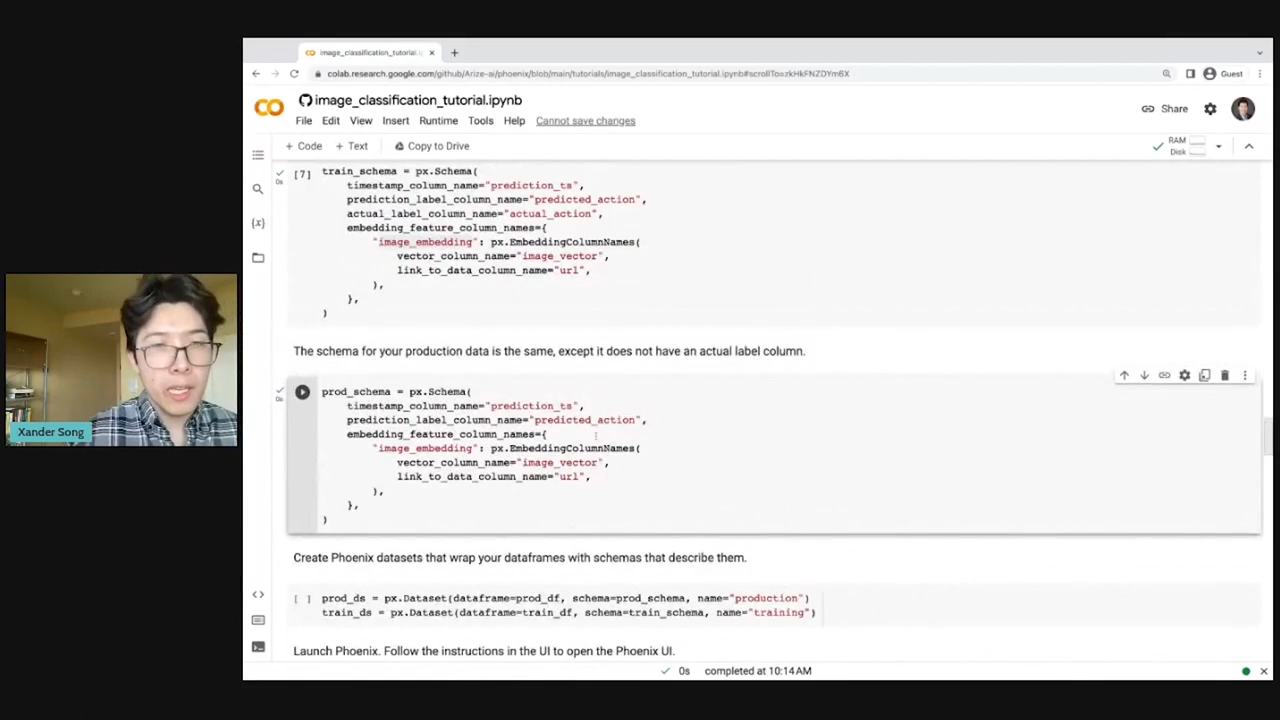 image_classification_tutorial.ip
colab.research.google.com/github/Arize-ai/phoenix/blob/main/tutorials/image_classification_tutorial.ipynb#scrollTo=zkHkFNZDYm6X
Guest
image_classification_tutorial.ipynb
File Edit View Insert Runtime Tools Help Cannot save changes
Share
+ Code + Text Copy to Drive
RAM
Disk
[7] train_schema = px.Schema(
0s
timestamp_column_name="prediction_ts",
prediction_label_column_name="predicted_action",
actual_label_column_name="actual_action",
embedding_feature_column_names={
"image_embedding": px.EmbeddingColumnNames(
vector_column_name="image_vector",
link_to_data_column_name="url",
),
},
)
The schema for your production data is the same, except it does not have an actual label column.
prod_schema = px.Schema(
0s
timestamp_column_name="prediction_ts",
prediction_label_column_name="predicted_action",
embedding_feature_column_names={
"image_embedding": px.EmbeddingColumnNames(
vector_column_name="image_vector",
link_to_data_column_name="url",
),
},
)
Xander Song
Create Phoenix datasets that wrap your dataframes with schemas that describe them.
[ ] prod_ds = px.Dataset(dataframe=prod_df, schema=prod_schema, name="production")
train_ds = px.Dataset(dataframe=train_df, schema=train_schema, name="training")
Launch Phoenix. Follow the instructions in the UI to open the Phoenix UI.
0s completed at 10:14 AM